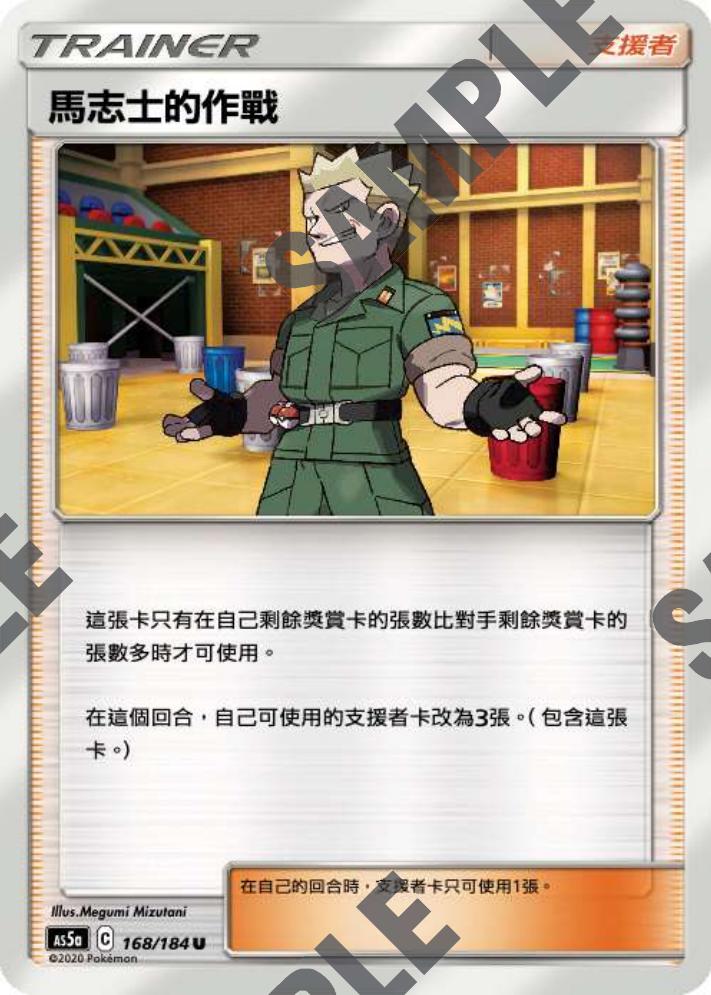 TRAINER
支援者
馬志士的作戰
SAMPLE
這張卡只有在自己剩餘獎賞卡的張數比對手剩餘獎賞卡的
張數多時才可使用。
在這個回合，自己可使用的支援者卡改為3張。（包含這張
卡。）
在自己的回合時，支援者卡只可使用1張。
Illus.Megumi Mizutani
AS5a C 168/184 U
©2020 Pokémon